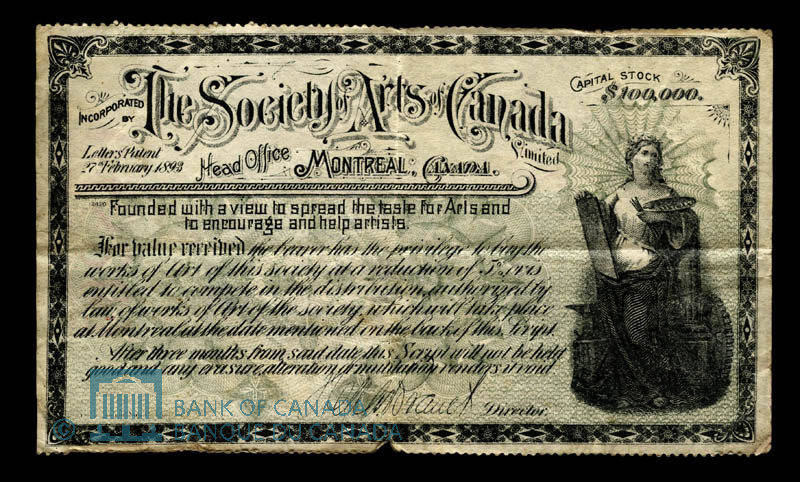 INCORPORATED BY
The Society of Arts of Canada
Limited
CAPITAL STOCK
$100,000.
Letters Patent
27th February 1893
Head Office MONTREAL, CANADA.
Founded with a view to spread the taste for Arts and
to encourage and help artists.
For value received the bearer has the privilege to buy the
works of Art of this society at a reduction of 5% is
entitled to compete in the distribution, authorized by
law, of works of Art of the society, which will take place
at Montreal at the date mentioned on the back of this Script
After three months from said date this Script will not be held
good and any erasure, alteration or mutilation renders it void
Director
BANK OF CANADA
BANQUE DU CANADA
©